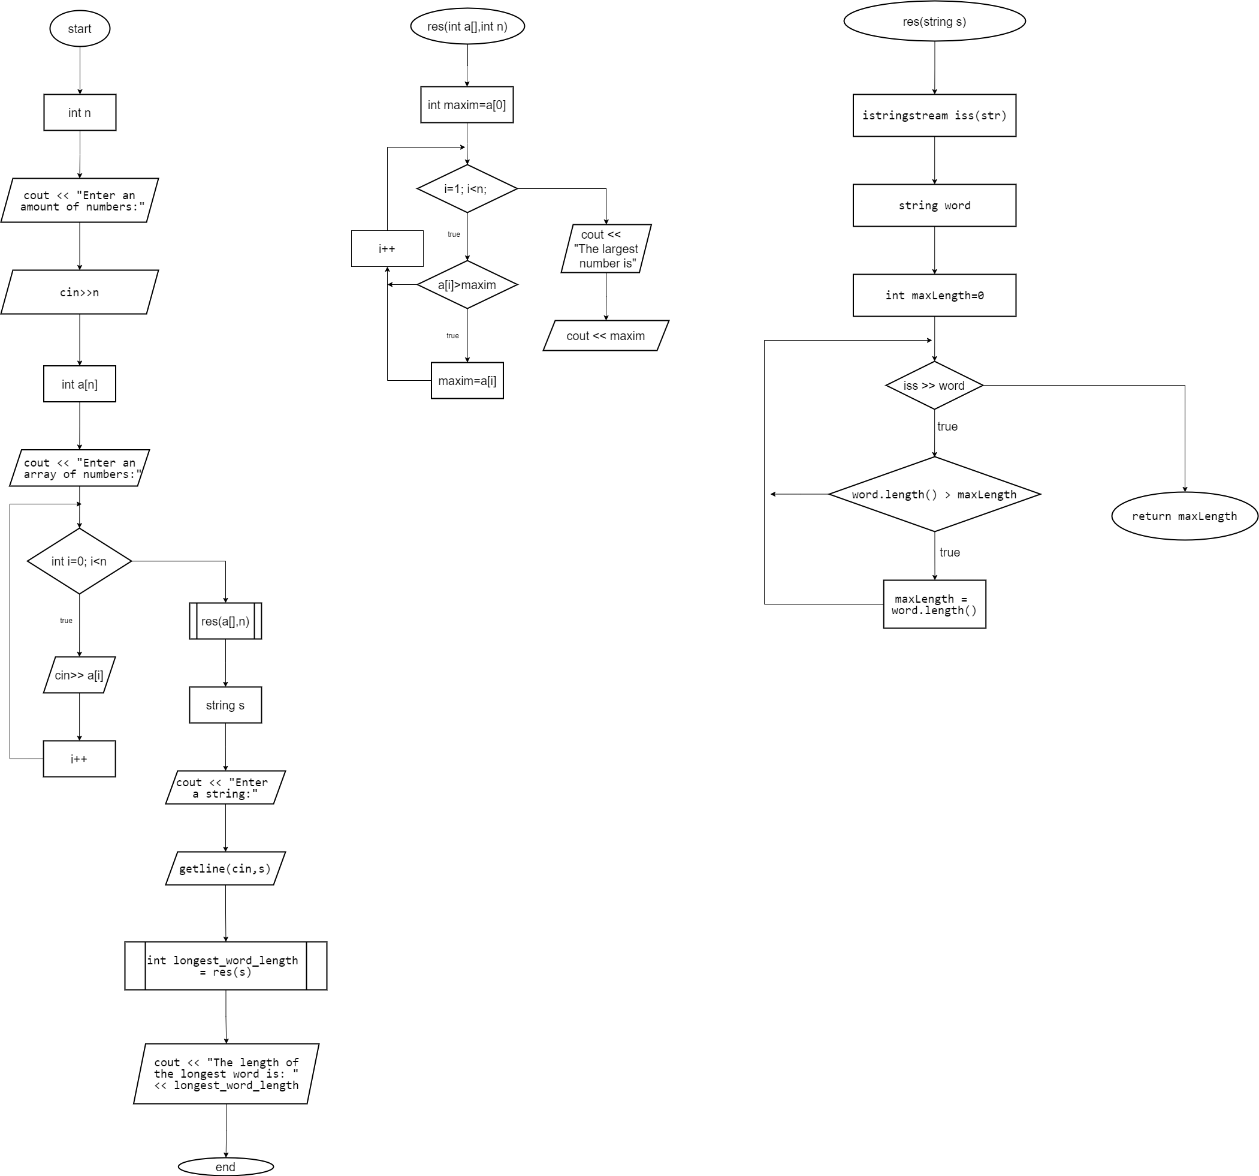 start
int n
cout << "Enter an
amount of numbers:"
cin>>n
int a[n]
cout << "Enter an
array of numbers:"
int i=0; i<n
true
cin>> a[i]
i++
res(a[],n)
string s
cout << "Enter
a string:"
getline(cin,s)
int longest_word_length
= res(s)
cout << "The length of
the longest word is: "
<< longest_word_length
end
res(int a[],int n)
int maxim=a[0]
i=1; i<n;
true
i++
a[i]>maxim
true
maxim=a[i]
cout <<
"The largest
number is"
cout << maxim
res(string s)
istringstream iss(str)
string word
int maxLength=0
iss >> word
true
word.length() > maxLength
true
maxLength =
word.length()
return maxLength